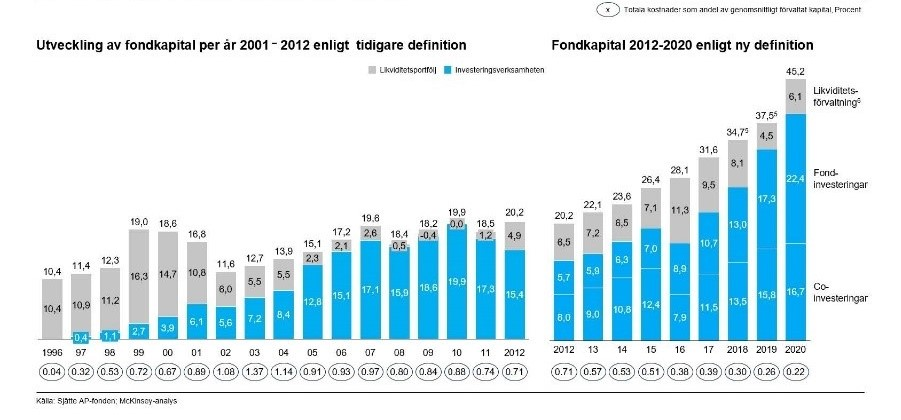 x Totala kostnader som andel av genomsnittligt förvaltat kapital, Procent
Utveckling av fondkapital per år 2001 – 2012 enligt tidigare definition
Fondkapital 2012-2020 enligt ny definition
Likviditetsportfölj Investeringsverksamheten
10,4 11,4 12,3 19,0 18,6 16,8 11,6 12,7 13,9 15,1 17,2 19,6 18,4 18,2 19,9 18,5 20,2
10,4 10,9 11,2 16,3 14,7 10,8 6,0 5,5 5,5 2,3 2,1 2,6 0,5 -0,4 0,0 1,2 4,9
0,4 1,1 2,7 3,9 6,1 5,6 7,2 8,4 12,8 15,1 17,1 15,9 18,6 19,9 17,3 15,4
1996 97 98 99 00 01 02 03 04 05 06 07 08 09 10 11 2012
0.04 0.32 0.53 0.72 0.67 0.89 1.08 1.37 1.14 0.91 0.93 0.97 0.80 0.84 0.88 0.74 0.71
20,2 22,1 23,6 26,4 28,1 31,6 34,7⁵ 37,5⁵ 45,2
6,5 7,2 6,5 7,1 11,3 9,5 8,1 4,5 6,1
Likviditets-
förvaltning⁵
5,7 5,9 6,3 7,0 8,9 10,7 13,0 17,3 22,4
Fond-
investeringar
8,0 9,0 10,8 12,4 7,9 11,5 13,5 15,8 16,7
Co-
investeringar
2012 13 14 15 16 17 2018 2019 2020
0.71 0.57 0.53 0.51 0.38 0.39 0.30 0.26 0.22
Källa: Sjätte AP-fonden; McKinsey-analys